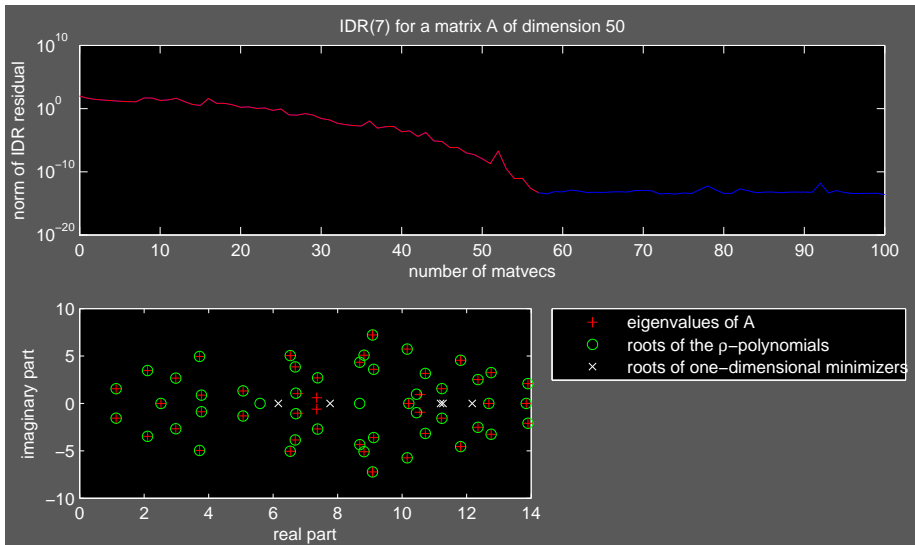 IDR(7) for a matrix A of dimension 50
norm of IDR residual
10^10
10^0
10^−10
10^−20
0 10 20 30 40 50 60 70 80 90 100
number of matvecs
imaginary part
10
5
0
−5
−10
0 2 4 6 8 10 12 14
real part
eigenvalues of A
roots of the ρ−polynomials
roots of one−dimensional minimizers